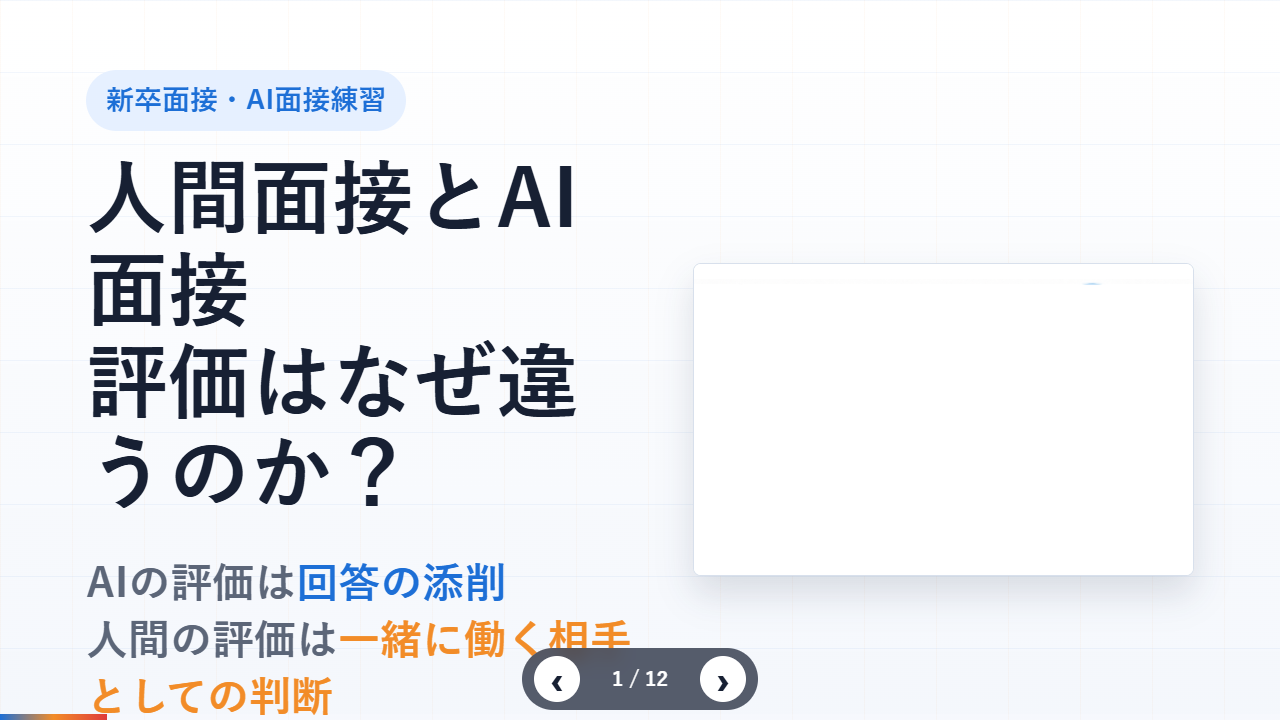 新卒面接・AI面接練習
人間面接とAI
面接
評価はなぜ違
うのか？
AIの評価は回答の添削
人間の評価は一緒に働く相手
としての判断
‹ 1 / 12 ›